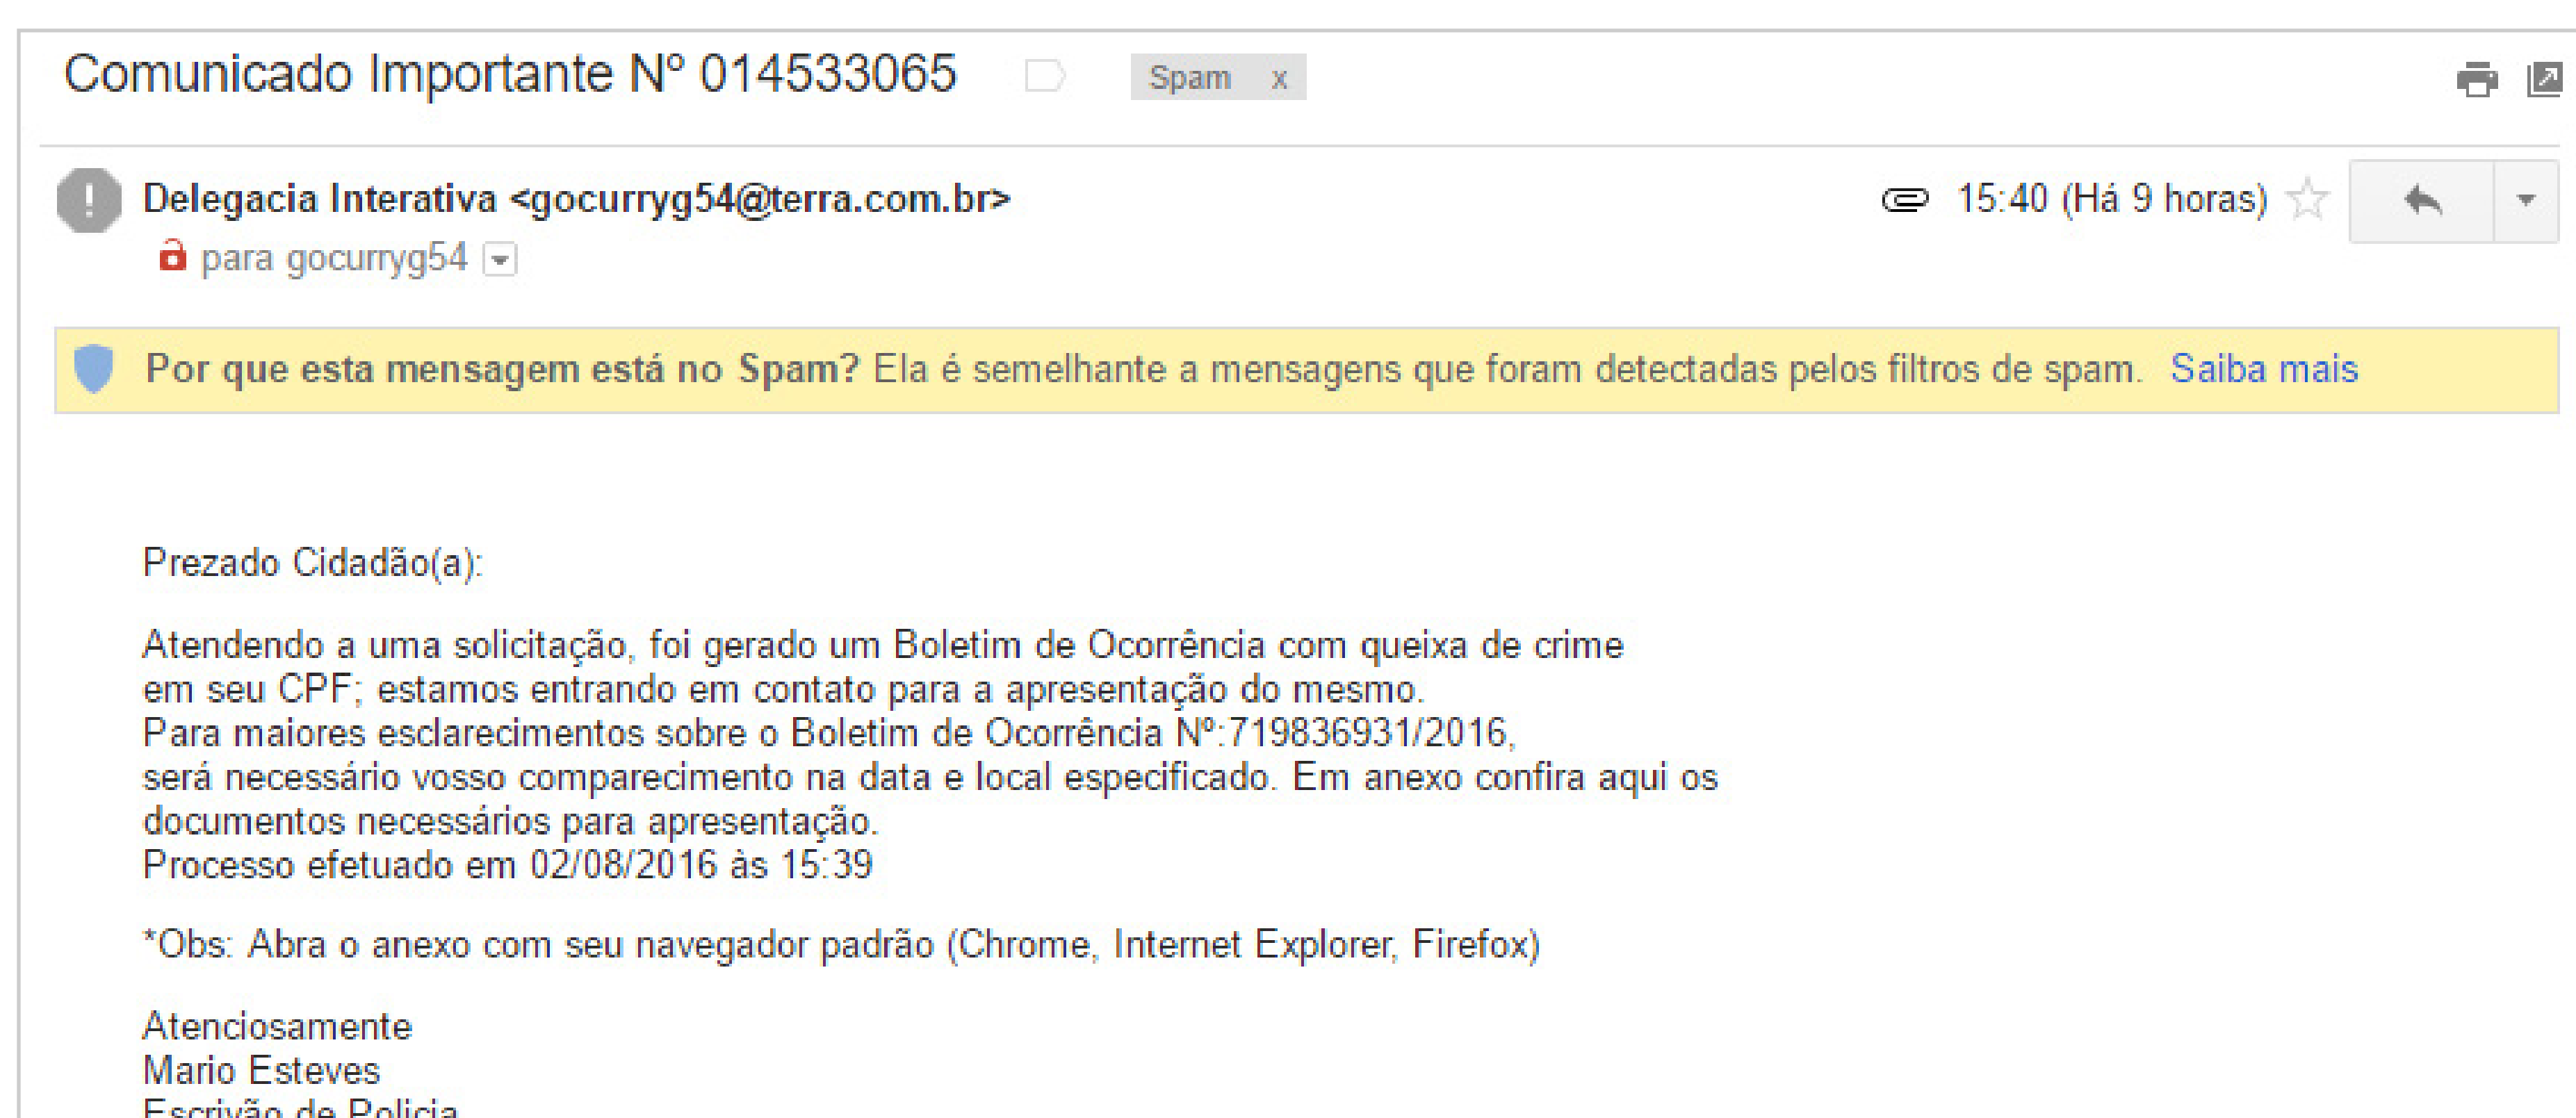 Comunicado Importante Nº 014533065 Spam x
Delegacia Interativa <gocurryg54@terra.com.br> 15:40 (Há 9 horas)
para gocurryg54
Por que esta mensagem está no Spam? Ela é semelhante a mensagens que foram detectadas pelos filtros de spam. Saiba mais
Prezado Cidadão(a):
Atendendo a uma solicitação, foi gerado um Boletim de Ocorrência com queixa de crime
em seu CPF; estamos entrando em contato para a apresentação do mesmo.
Para maiores esclarecimentos sobre o Boletim de Ocorrência Nº:719836931/2016,
será necessário vosso comparecimento na data e local especificado. Em anexo confira aqui os
documentos necessários para apresentação.
Processo efetuado em 02/08/2016 às 15:39
*Obs: Abra o anexo com seu navegador padrão (Chrome, Internet Explorer, Firefox)
Atenciosamente
Mario Esteves
Escrivão de Policia